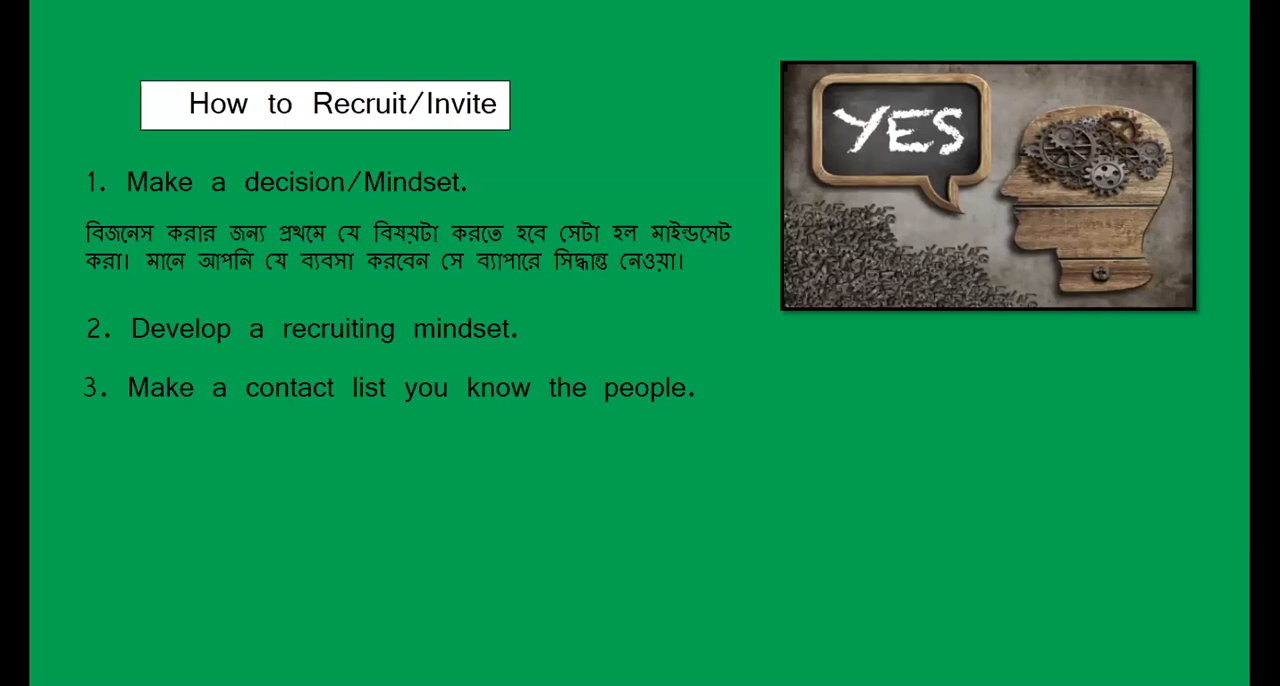 How to Recruit/Invite
YES
1. Make a decision/Mindset.
বিজনেস করার জন্য প্রথমে যে বিষয়টা করতে হবে সেটা হল মাইন্ডসেট
করা। মানে আপনি যে ব্যবসা করবেন সে ব্যাপারে সিদ্ধান্ত নেওয়া।
2. Develop a recruiting mindset.
3. Make a contact list you know the people.